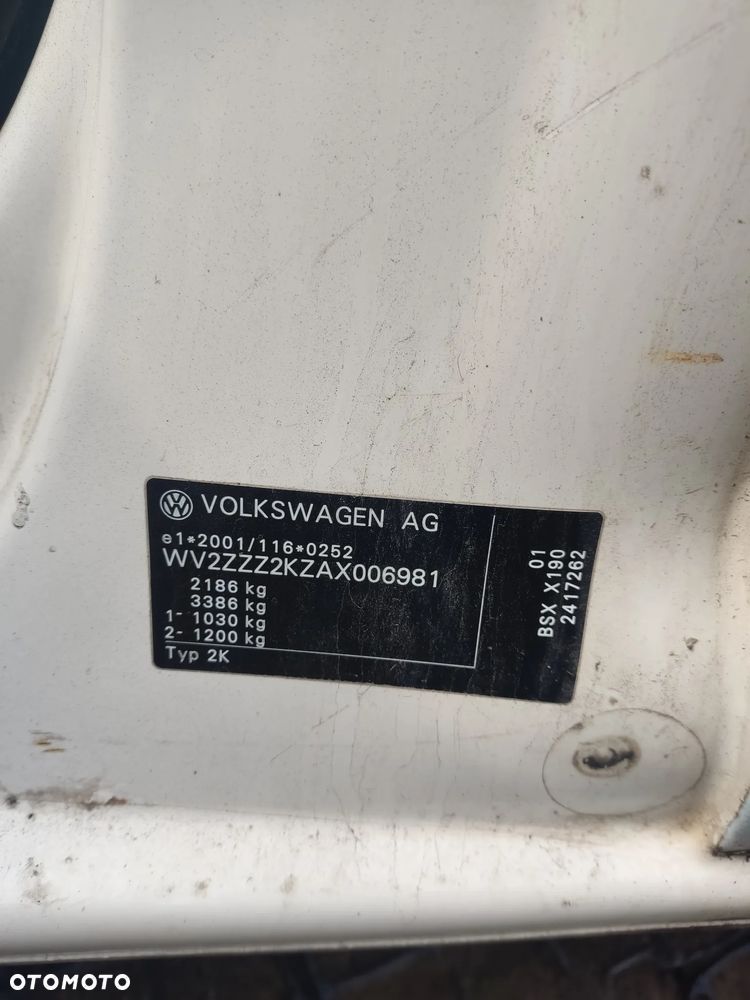 VOLKSWAGEN AG
e1*2001/116*0252
WV2ZZZ2KZAX006981
2186 kg
3386 kg
1- 1030 kg
2- 1200 kg
Typ 2K
01
BSX X190
2417262
OTOMOTO